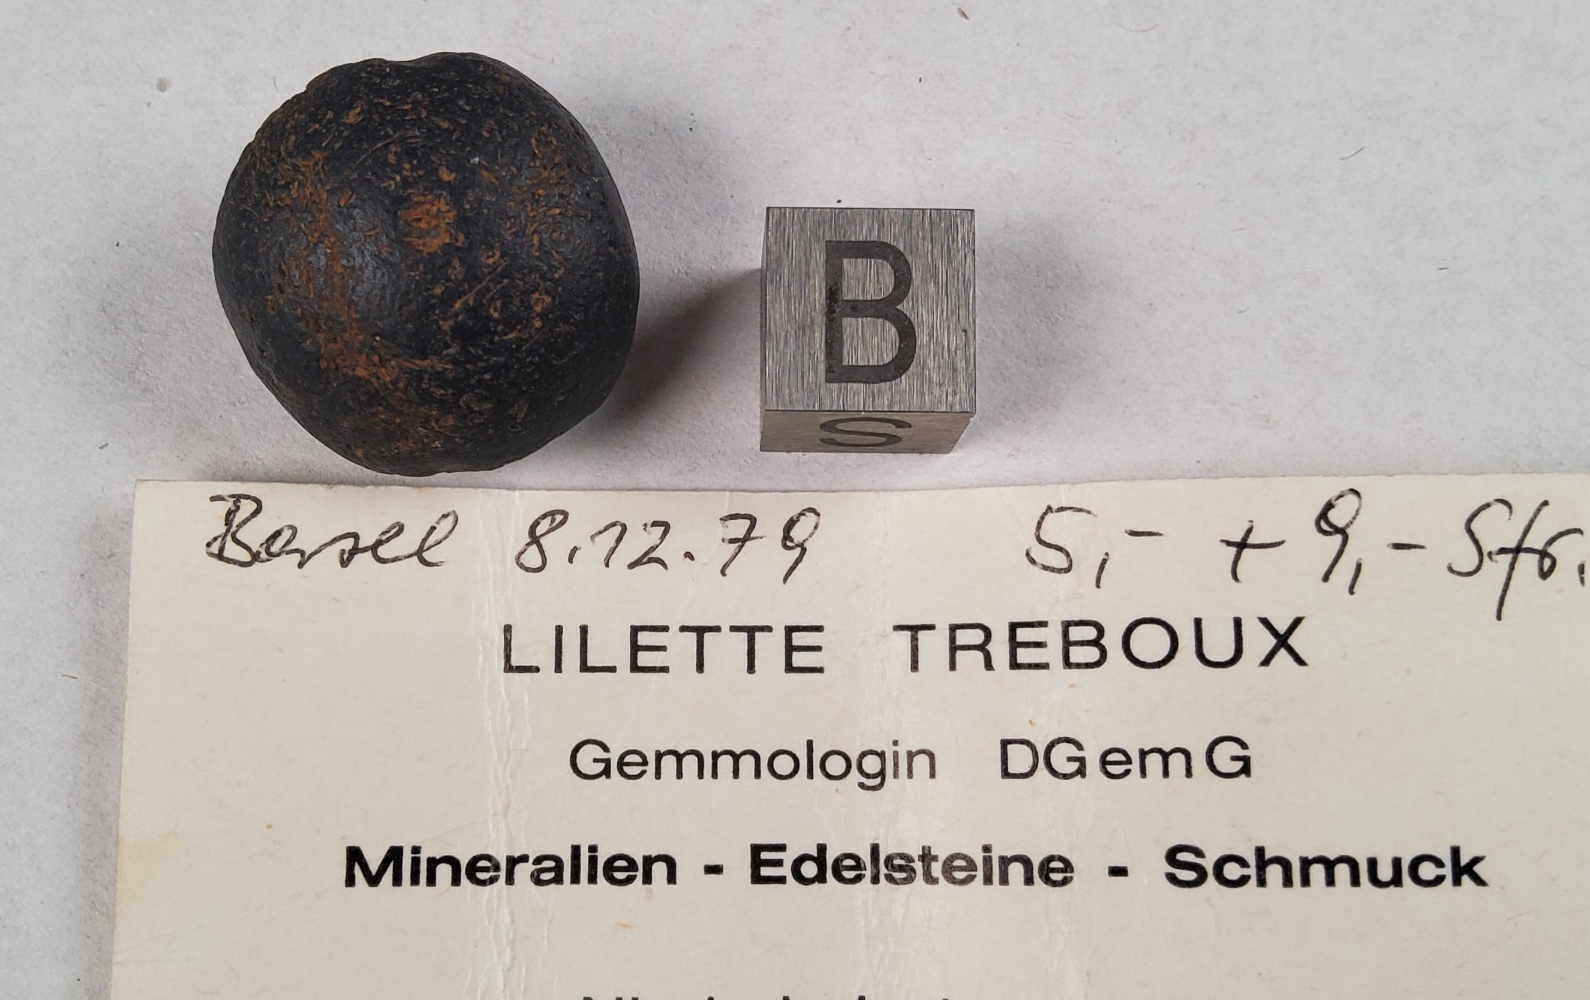 B
S
Basel 8.12.79 5,- + 9,- Sfr.
LILETTE TREBOUX
Gemmologin DGemG
Mineralien - Edelsteine - Schmuck